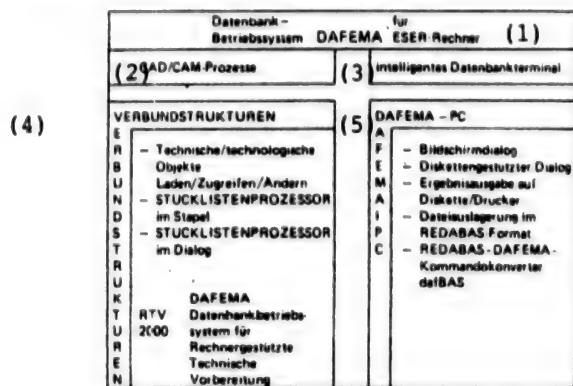 Datenbank - für
Betriebssystem DAFEMA ESER-Rechner (1)
(2) CAD/CAM-Prozesse
(3) intelligentes Datenbankterminal
(4)
VERBUNDSTRUKTUREN
E
R
B
U
N
D
S
T
R
U
K
T
U
R
E
N
- Technische/technologische
Objekte
Laden/Zugreifen/Ändern
- STUCKLISTENPROZESSOR
im Stapel
- STUCKLISTENPROZESSOR
im Dialog
DAFEMA
RTV Datenbankbetriebs-
2000 system für
Rechnergestützte
Technische
Vorbereitung
(5) DAFEMA - PC
A
F
E
M
A
I
P
C
- Bildschirmdialog
- Diskettengestützter Dialog
- Ergebnisausgabe auf
Diskette/Drucker
- Dateiauslagerung im
REDABAS-Format
- REDABAS-DAFEMA-
Kommandokonverter
dafBAS